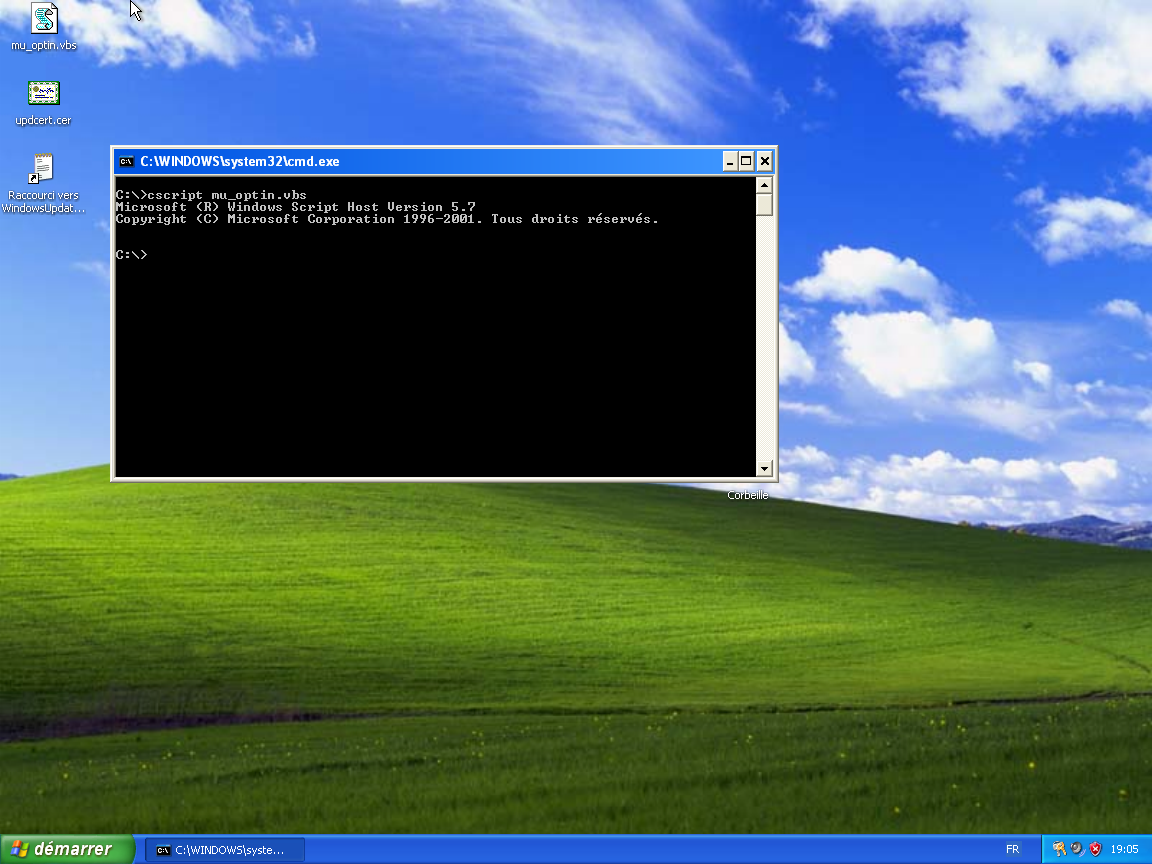 mu_optin.vbs
updcert.cer
Raccourci vers
WindowsUpdat...
C:\WINDOWS\system32\cmd.exe
C:\>cscript mu_optin.vbs
Microsoft (R) Windows Script Host Version 5.7
Copyright (C) Microsoft Corporation 1996-2001. Tous droits réservés.
C:\>
Corbeille
démarrer
C:\WINDOWS\syste...
FR
19:05